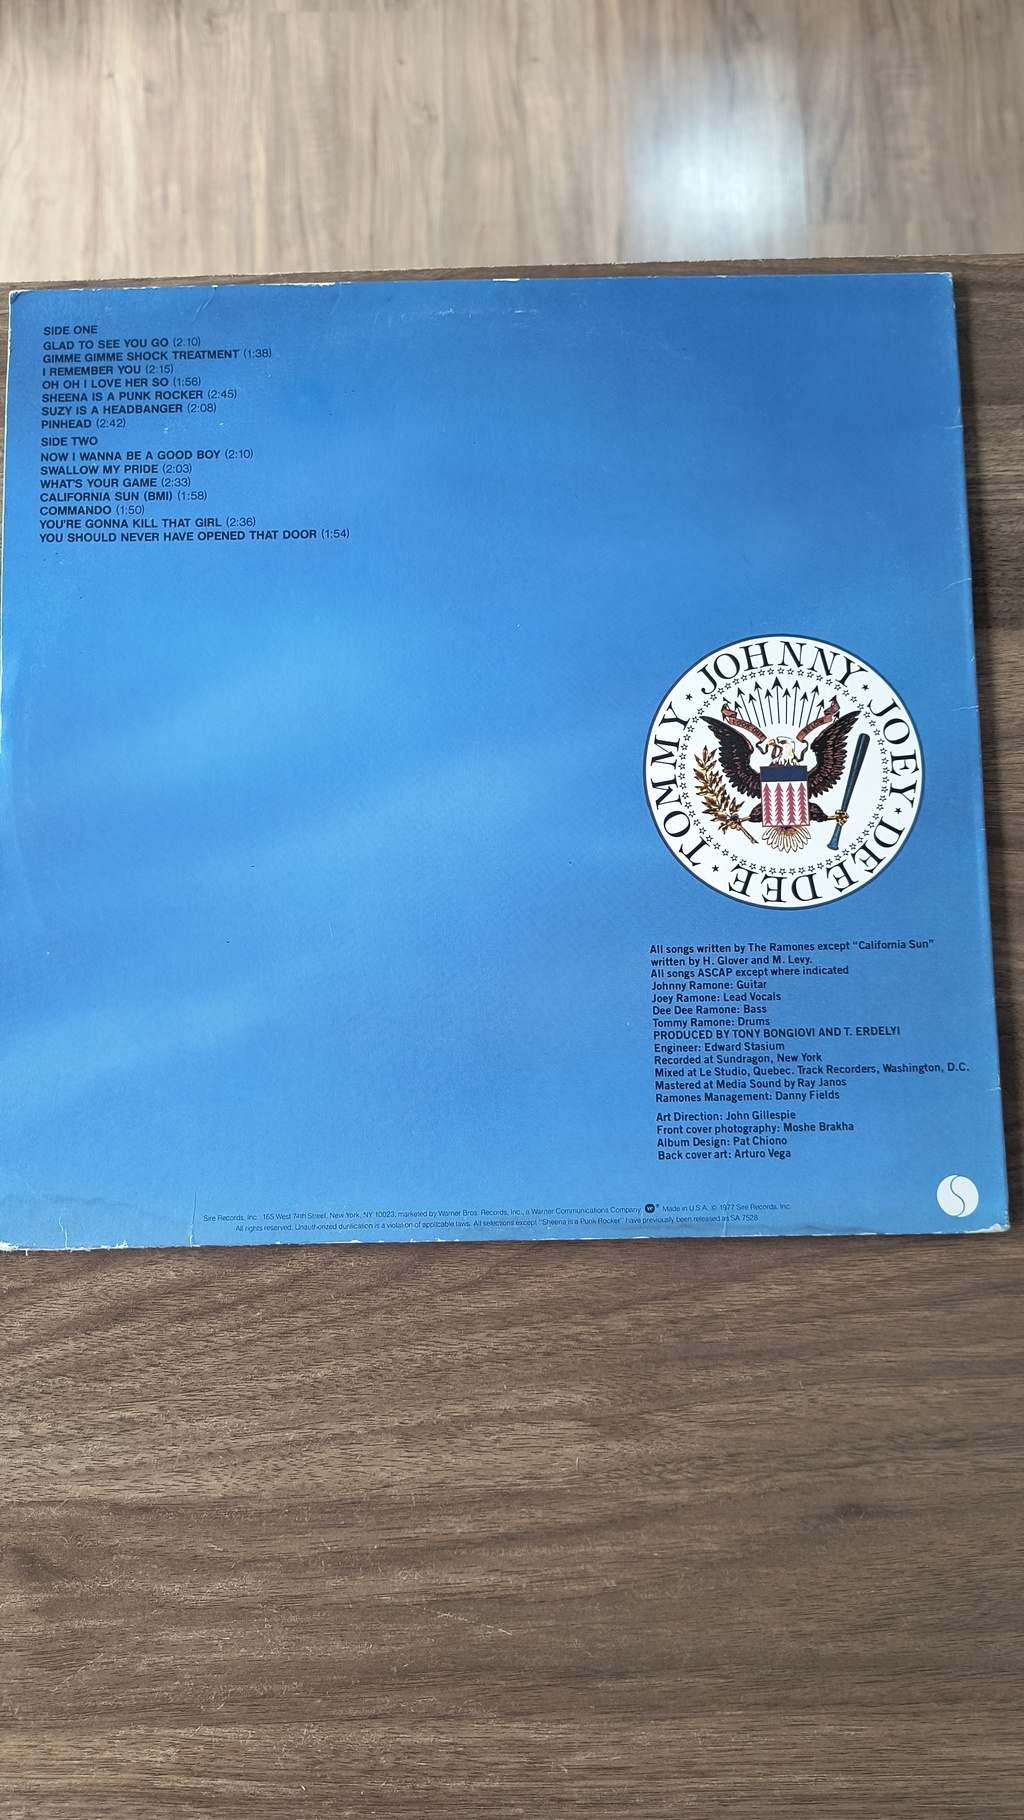 SIDE ONE
GLAD TO SEE YOU GO (2:10)
GIMME GIMME SHOCK TREATMENT (1:38)
I REMEMBER YOU (2:15)
OH OH I LOVE HER SO (1:56)
SHEENA IS A PUNK ROCKER (2:45)
SUZY IS A HEADBANGER (2:08)
PINHEAD (2:42)
SIDE TWO
NOW I WANNA BE A GOOD BOY (2:10)
SWALLOW MY PRIDE (2:03)
WHAT'S YOUR GAME (2:33)
CALIFORNIA SUN (BMI) (1:58)
COMMANDO (1:50)
YOU'RE GONNA KILL THAT GIRL (2:36)
YOU SHOULD NEVER HAVE OPENED THAT DOOR (1:54)
JOHNNY JOEY DEE DEE TOMMY
LOOK OUT BELOW
All songs written by The Ramones except "California Sun"
written by H. Glover and M. Levy.
All songs ASCAP except where indicated
Johnny Ramone: Guitar
Joey Ramone: Lead Vocals
Dee Dee Ramone: Bass
Tommy Ramone: Drums
PRODUCED BY TONY BONGIOVI AND T. ERDELYI
Engineer: Edward Stasium
Recorded at Sundragon, New York
Mixed at Le Studio, Quebec. Track Recorders, Washington, D.C.
Mastered at Media Sound by Ray Janos
Ramones Management: Danny Fields
Art Direction: John Gillespie
Front cover photography: Moshe Brakha
Album Design: Pat Chiono
Back cover art: Arturo Vega
Sire Records, Inc. 165 West 74th Street, New York, NY 10023, marketed by Warner Bros. Records, Inc., a Warner Communications Company. ® Made in U.S.A. © 1977 Sire Records, Inc.
All rights reserved. Unauthorized duplication is a violation of applicable laws. All selections except "Sheena is a Punk Rocker" have previously been released as SA 7528